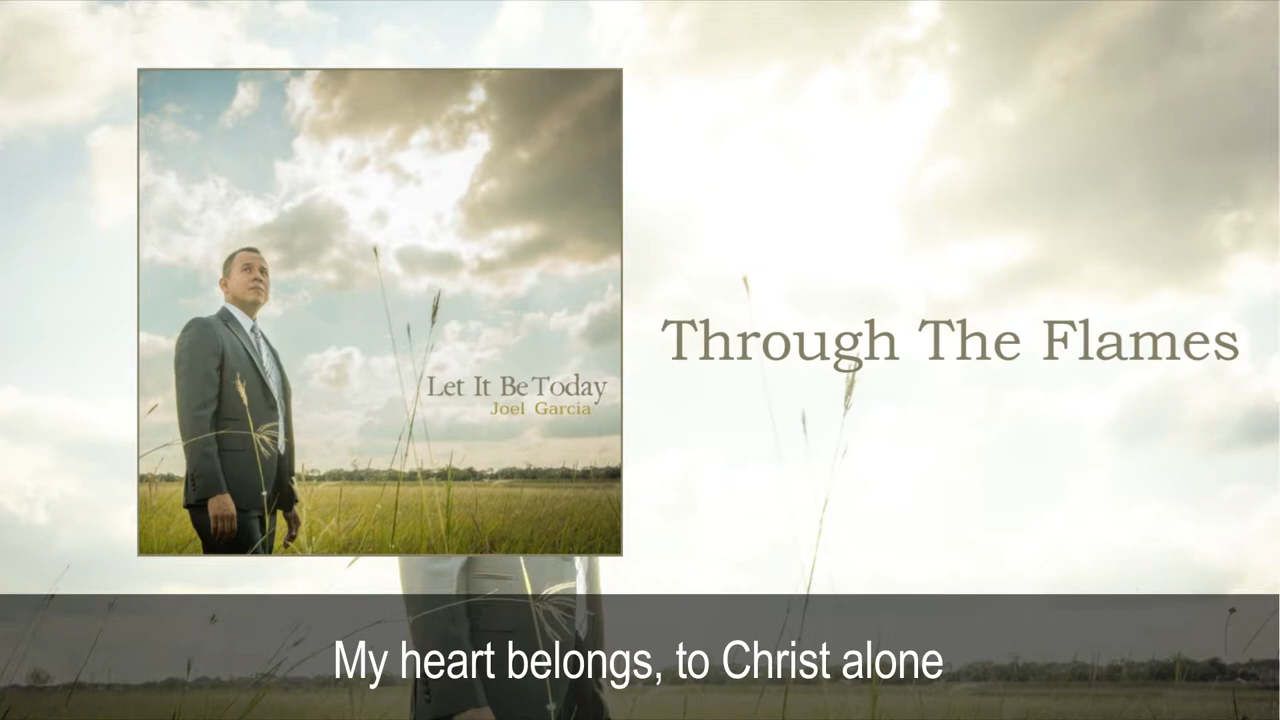 Let It Be Today
Joel Garcia
Through The Flames
My heart belongs, to Christ alone